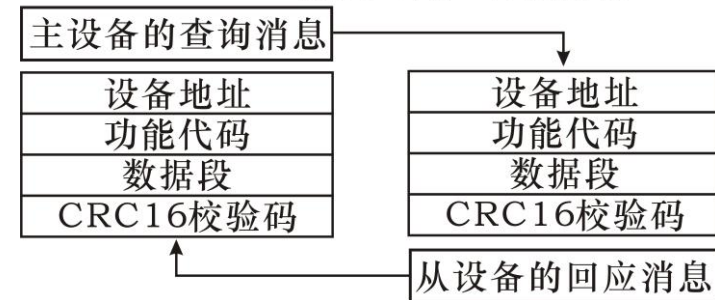 主设备的查询消息
设备地址
功能代码
数据段
CRC16校验码
设备地址
功能代码
数据段
CRC16校验码
从设备的回应消息